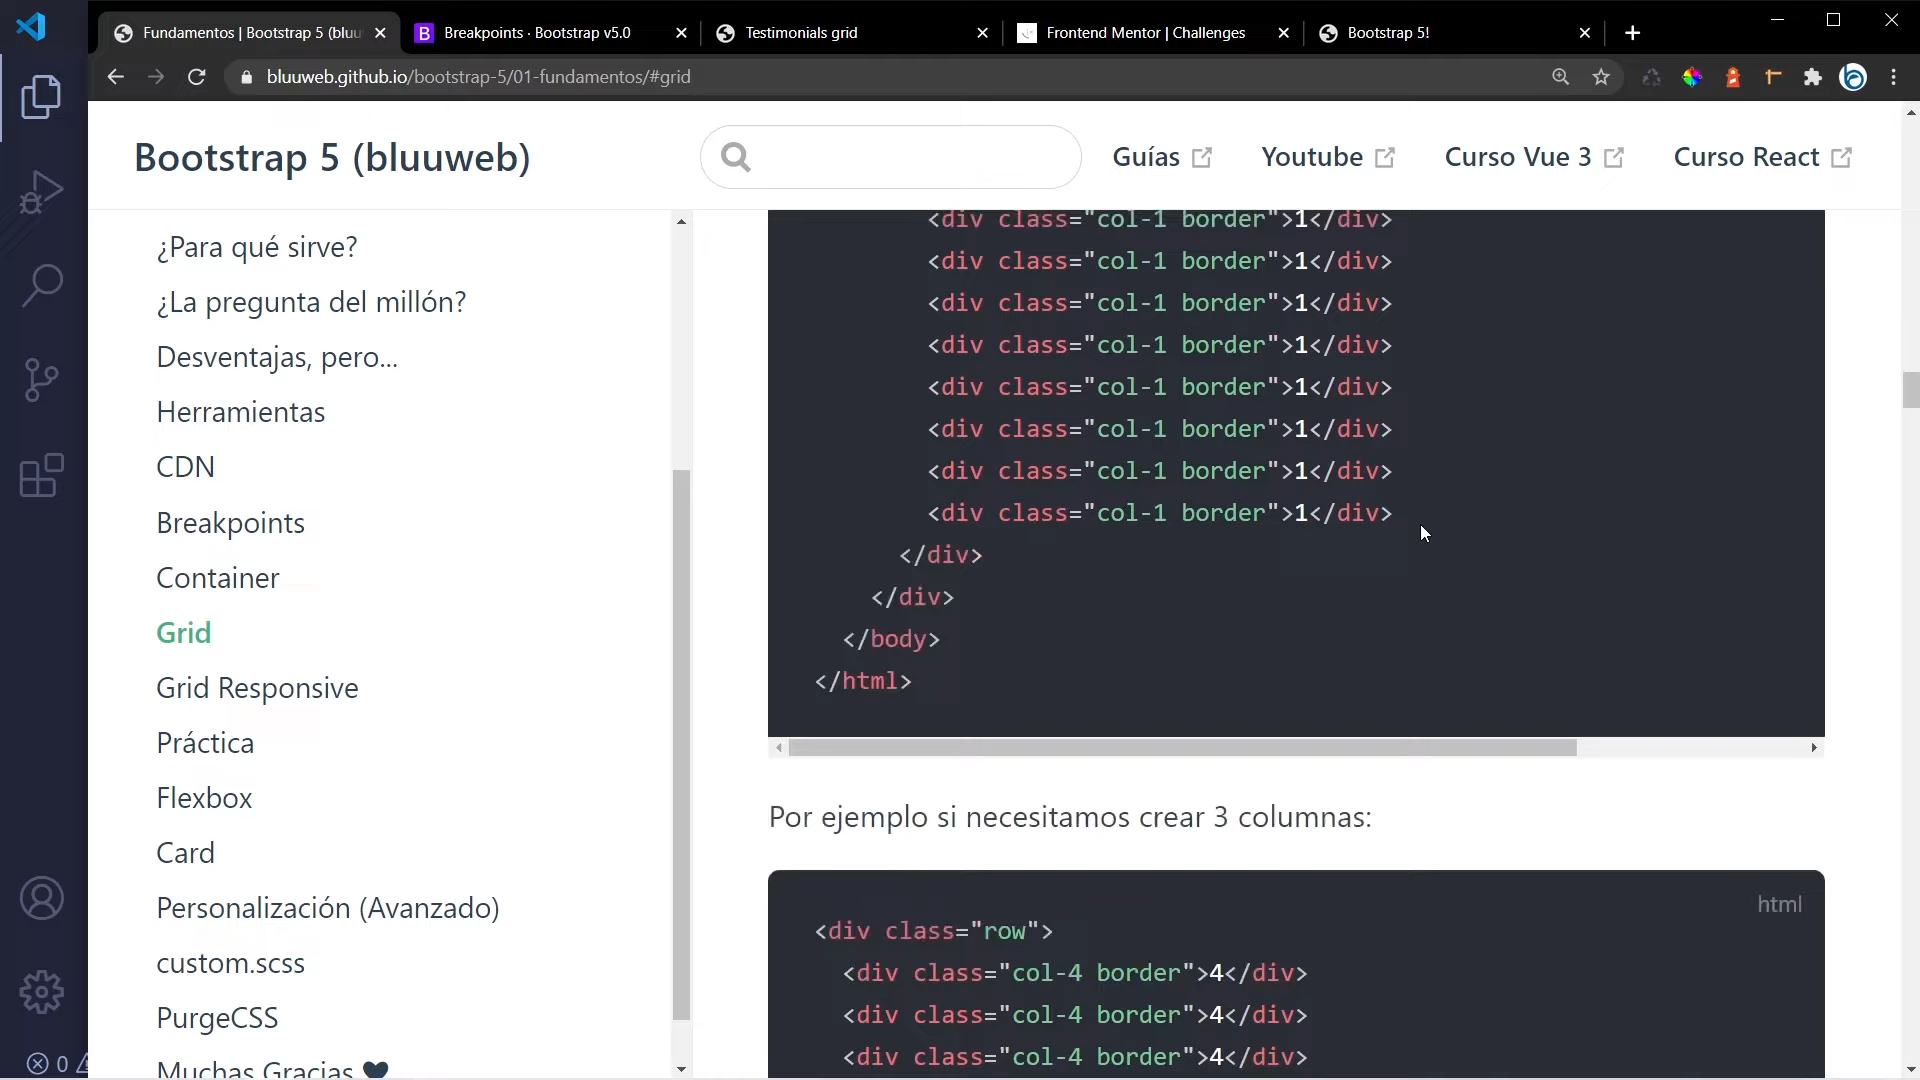 Fundamentos | Bootstrap 5 (bluu
Breakpoints · Bootstrap v5.0
Testimonials grid
Frontend Mentor | Challenges
Bootstrap 5!
bluuweb.github.io/bootstrap-5/01-fundamentos/#grid
Bootstrap 5 (bluuweb)
Guías
Youtube
Curso Vue 3
Curso React
¿Para qué sirve?
¿La pregunta del millón?
Desventajas, pero...
Herramientas
CDN
Breakpoints
Container
Grid
Grid Responsive
Práctica
Flexbox
Card
Personalización (Avanzado)
custom.scss
PurgeCSS
Muchas Gracias
<div class="col-1 border">1</div>
<div class="col-1 border">1</div>
<div class="col-1 border">1</div>
<div class="col-1 border">1</div>
<div class="col-1 border">1</div>
<div class="col-1 border">1</div>
<div class="col-1 border">1</div>
<div class="col-1 border">1</div>
</div>
</div>
</body>
</html>
Por ejemplo si necesitamos crear 3 columnas:
html
<div class="row">
<div class="col-4 border">4</div>
<div class="col-4 border">4</div>
<div class="col-4 border">4</div>
0